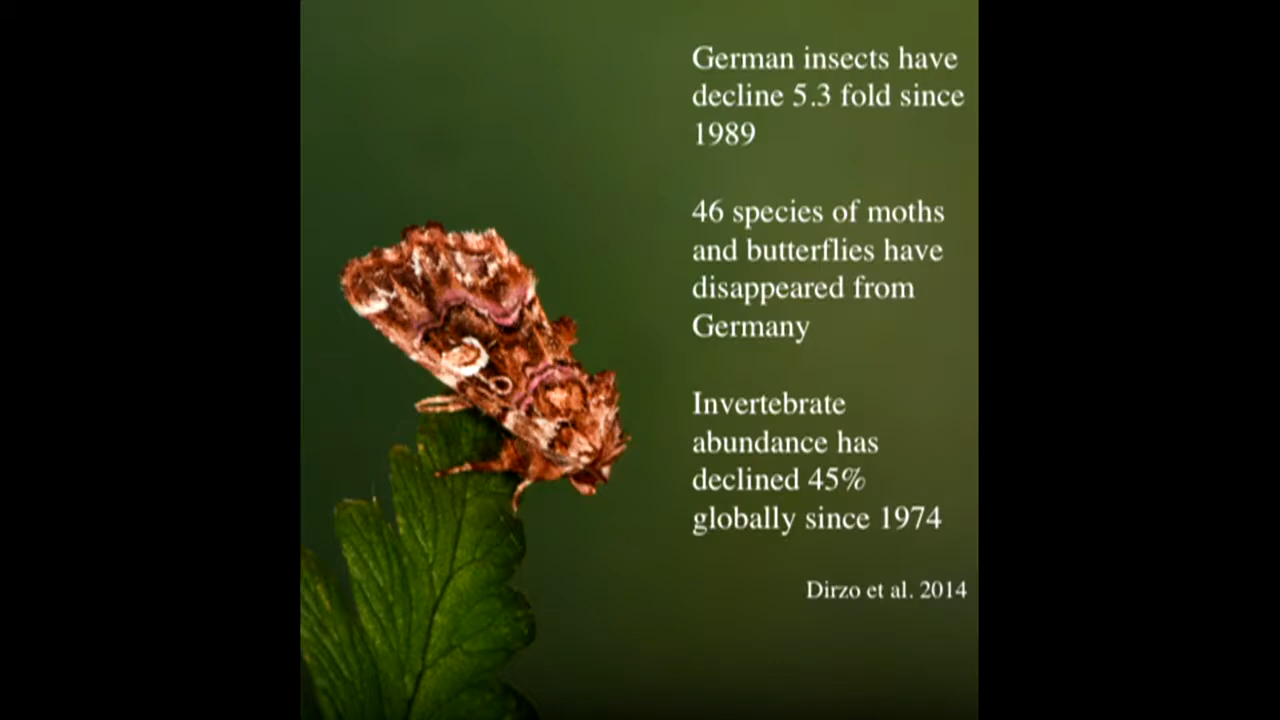 German insects have
decline 5.3 fold since
1989
46 species of moths
and butterflies have
disappeared from
Germany
Invertebrate
abundance has
declined 45%
globally since 1974
Dirzo et al. 2014